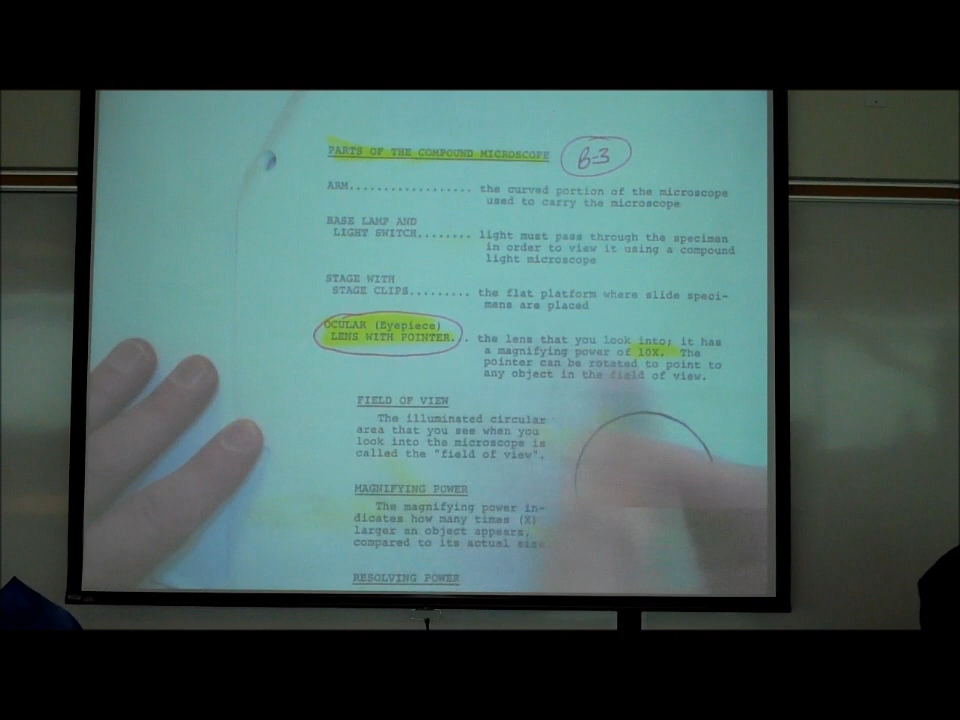 PARTS OF THE COMPOUND MICROSCOPE B-3
ARM................. the curved portion of the microscope
used to carry the microscope
BASE LAMP AND
LIGHT SWITCH........ light must pass through the specimen
in order to view it using a compound
light microscope
STAGE WITH
STAGE CLIPS......... the flat platform where slide speci-
mens are placed
OCULAR (Eyepiece)
LENS WITH POINTER. . the lens that you look into; it has
a magnifying power of 10X. The
pointer can be rotated to point to
any object in the field of view.
FIELD OF VIEW
The illuminated circular
area that you see when you
look into the microscope is
called the "field of view".
MAGNIFYING POWER
The magnifying power in-
dicates how many times (X)
larger an object appears,
compared to its actual size.
RESOLVING POWER